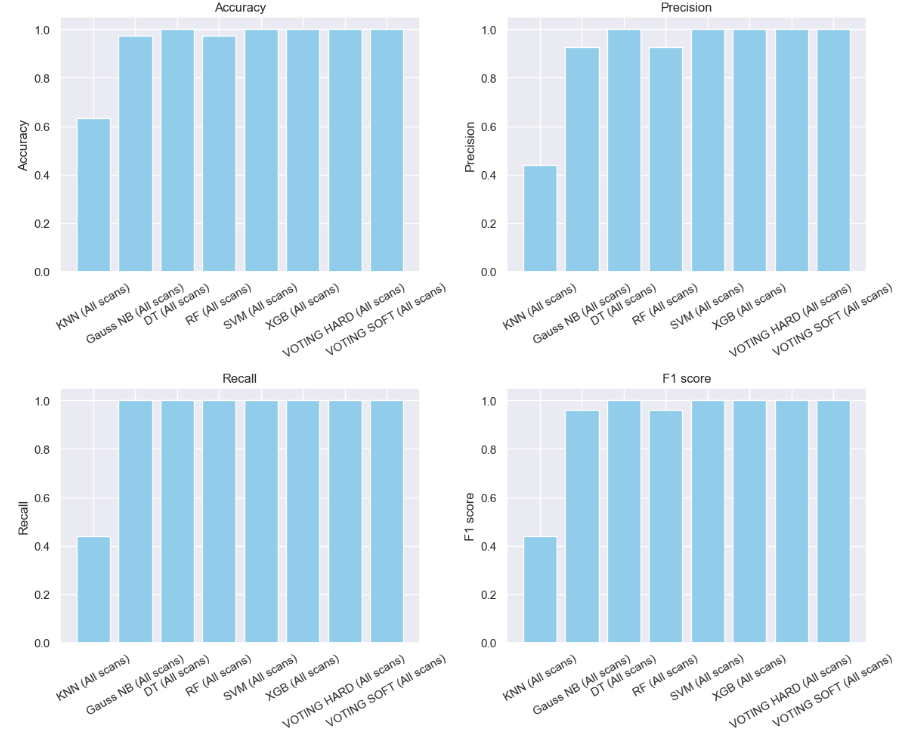 Accuracy
Accuracy
1.0
0.8
0.6
0.4
0.2
0.0
KNN (All scans)
Gauss NB (All scans)
DT (All scans)
RF (All scans)
SVM (All scans)
XGB (All scans)
VOTING HARD (All scans)
VOTING SOFT (All scans)
Precision
Precision
1.0
0.8
0.6
0.4
0.2
0.0
KNN (All scans)
Gauss NB (All scans)
DT (All scans)
RF (All scans)
SVM (All scans)
XGB (All scans)
VOTING HARD (All scans)
VOTING SOFT (All scans)
Recall
Recall
1.0
0.8
0.6
0.4
0.2
0.0
KNN (All scans)
Gauss NB (All scans)
DT (All scans)
RF (All scans)
SVM (All scans)
XGB (All scans)
VOTING HARD (All scans)
VOTING SOFT (All scans)
F1 score
F1 score
1.0
0.8
0.6
0.4
0.2
0.0
KNN (All scans)
Gauss NB (All scans)
DT (All scans)
RF (All scans)
SVM (All scans)
XGB (All scans)
VOTING HARD (All scans)
VOTING SOFT (All scans)